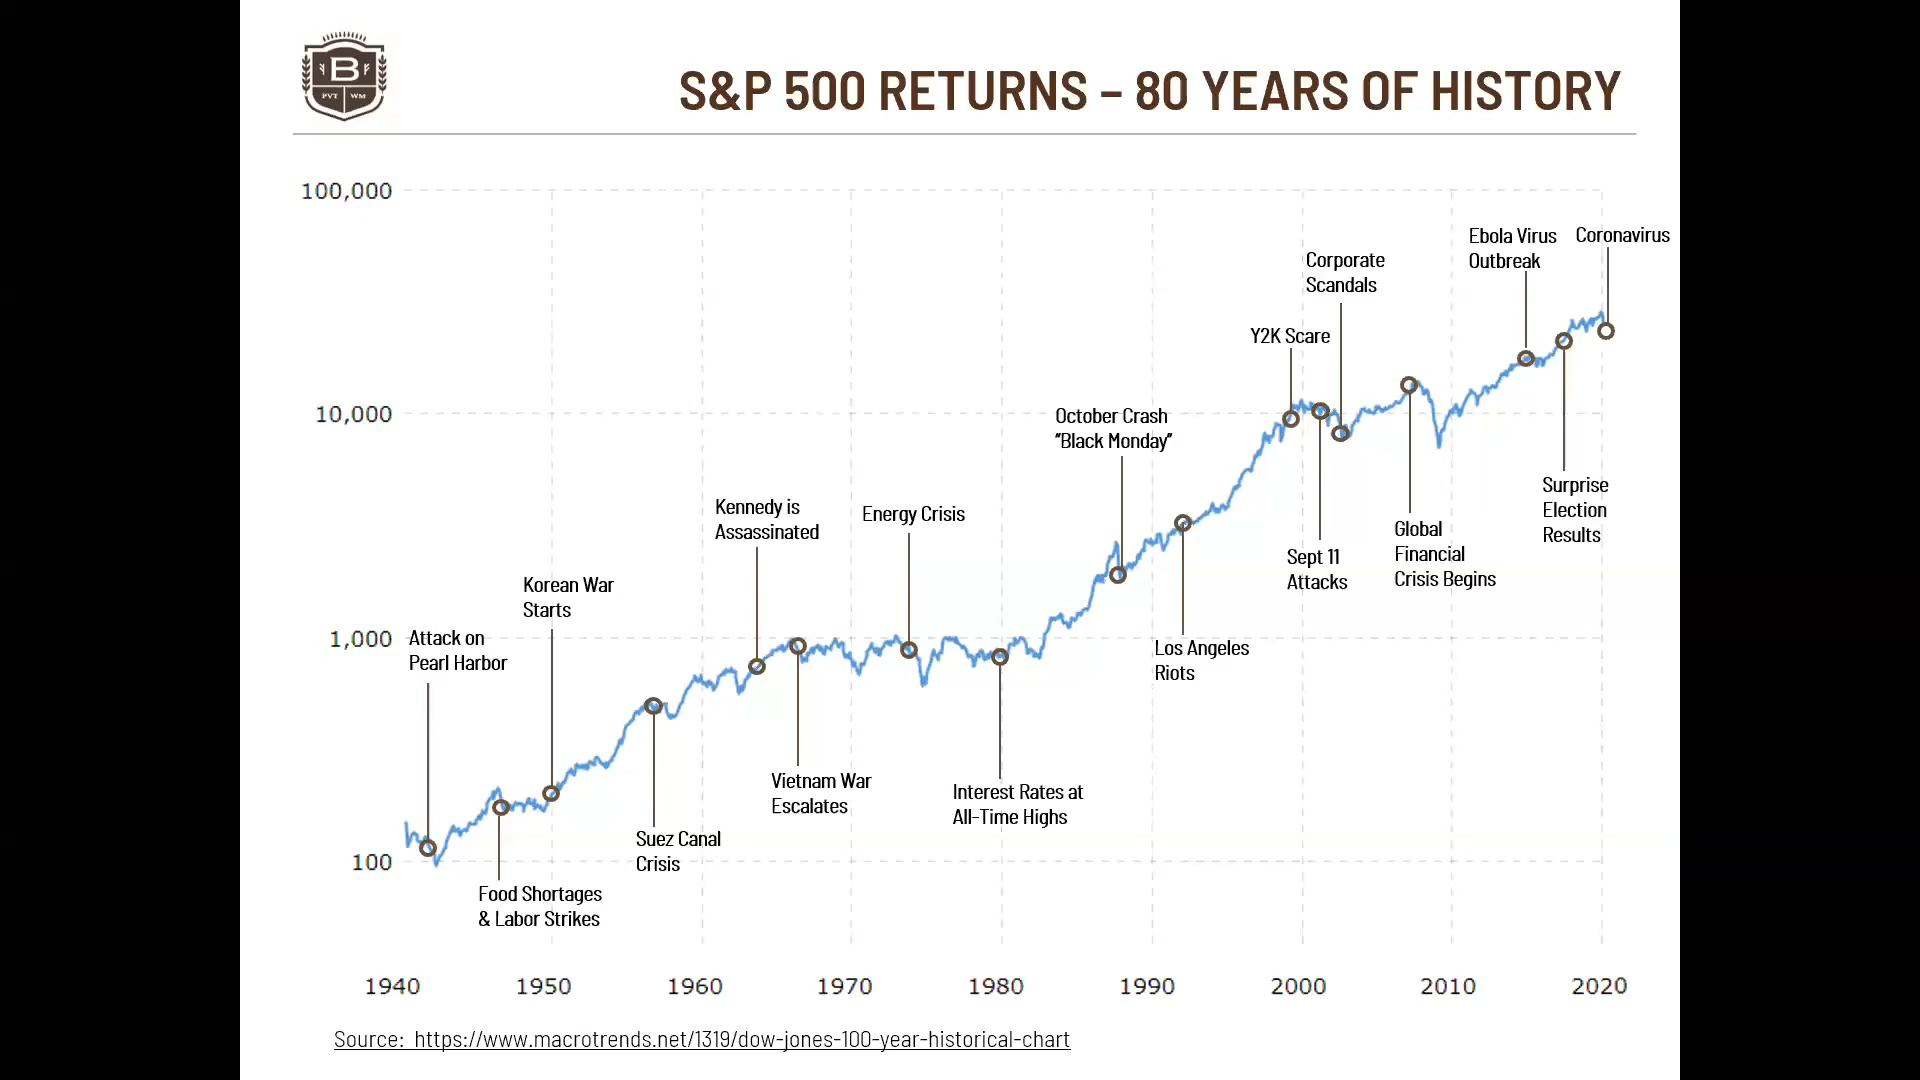 B
PVT WM
S&P 500 RETURNS – 80 YEARS OF HISTORY
100,000
10,000
1,000
100
Attack on
Pearl Harbor
Food Shortages
& Labor Strikes
Korean War
Starts
Suez Canal
Crisis
Kennedy is
Assassinated
Vietnam War
Escalates
Energy Crisis
Interest Rates at
All-Time Highs
October Crash
"Black Monday"
Los Angeles
Riots
Y2K Scare
Sept 11
Attacks
Corporate
Scandals
Global
Financial
Crisis Begins
Ebola Virus
Outbreak
Surprise
Election
Results
Coronavirus
1940 1950 1960 1970 1980 1990 2000 2010 2020
Source: https://www.macrotrends.net/1319/dow-jones-100-year-historical-chart